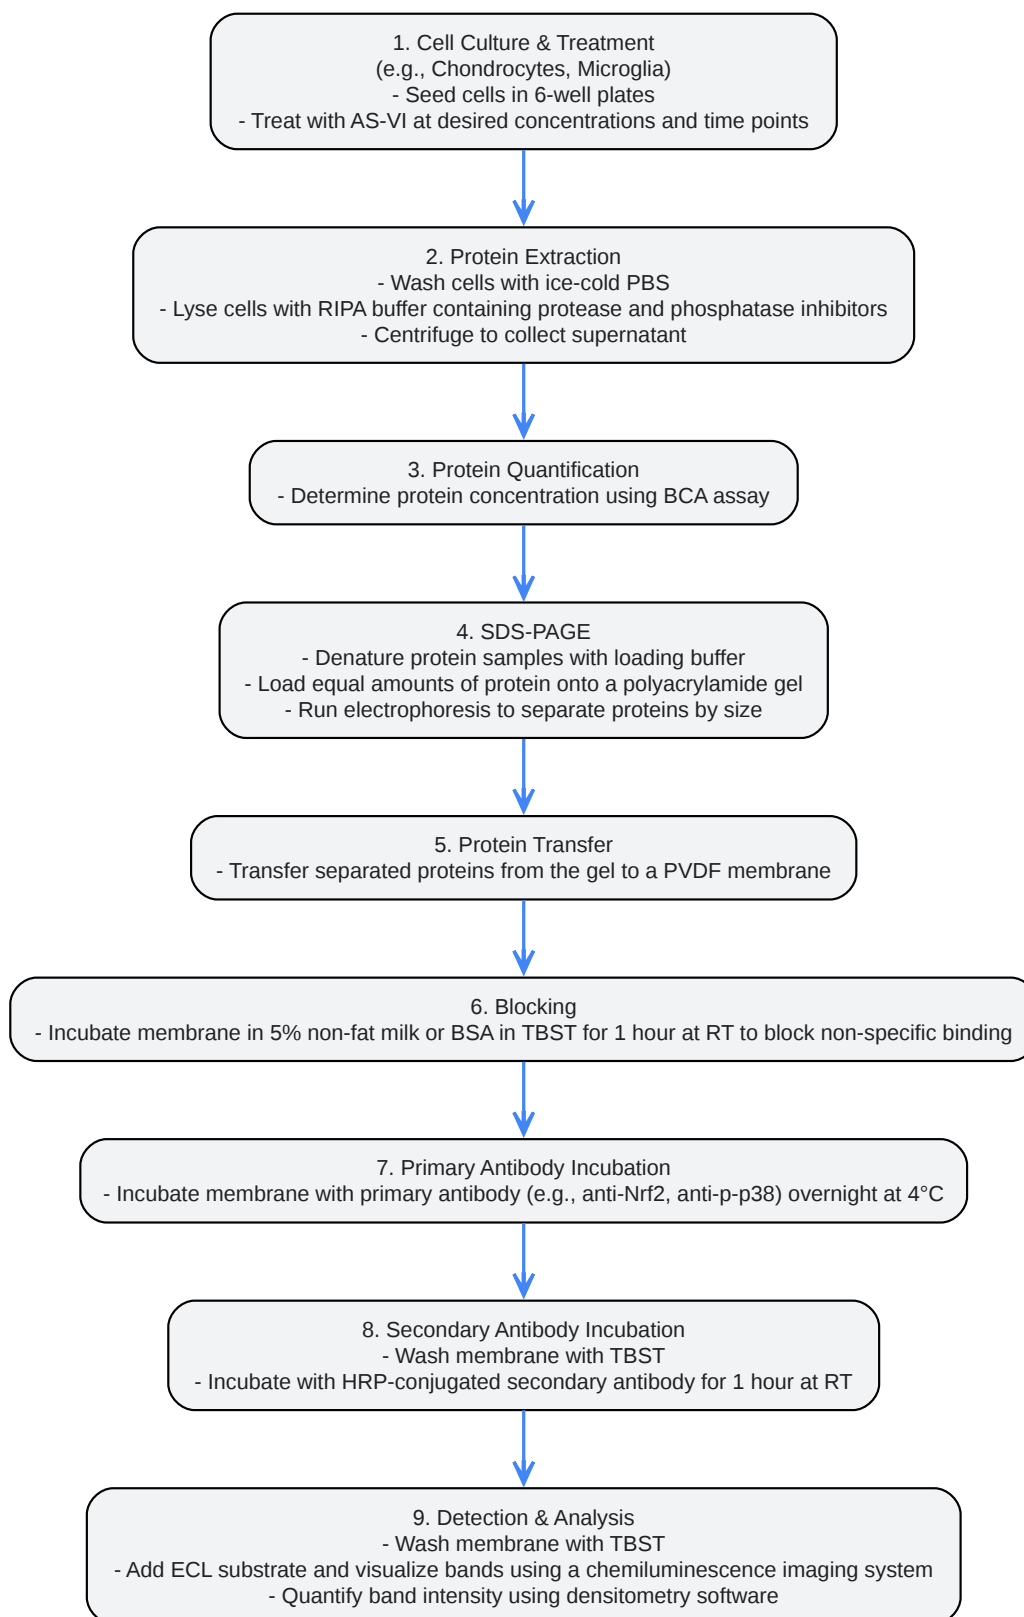 1. Cell Culture & Treatment
(e.g., Chondrocytes, Microglia)
- Seed cells in 6-well plates
- Treat with AS-VI at desired concentrations and time points
2. Protein Extraction
- Wash cells with ice-cold PBS
- Lyse cells with RIPA buffer containing protease and phosphatase inhibitors
- Centrifuge to collect supernatant
3. Protein Quantification
- Determine protein concentration using BCA assay
4. SDS-PAGE
- Denature protein samples with loading buffer
- Load equal amounts of protein onto a polyacrylamide gel
- Run electrophoresis to separate proteins by size
5. Protein Transfer
- Transfer separated proteins from the gel to a PVDF membrane
6. Blocking
- Incubate membrane in 5% non-fat milk or BSA in TBST for 1 hour at RT to block non-specific binding
7. Primary Antibody Incubation
- Incubate membrane with primary antibody (e.g., anti-Nrf2, anti-p-p38) overnight at 4°C
8. Secondary Antibody Incubation
- Wash membrane with TBST
- Incubate with HRP-conjugated secondary antibody for 1 hour at RT
9. Detection & Analysis
- Wash membrane with TBST
- Add ECL substrate and visualize bands using a chemiluminescence imaging system
- Quantify band intensity using densitometry software